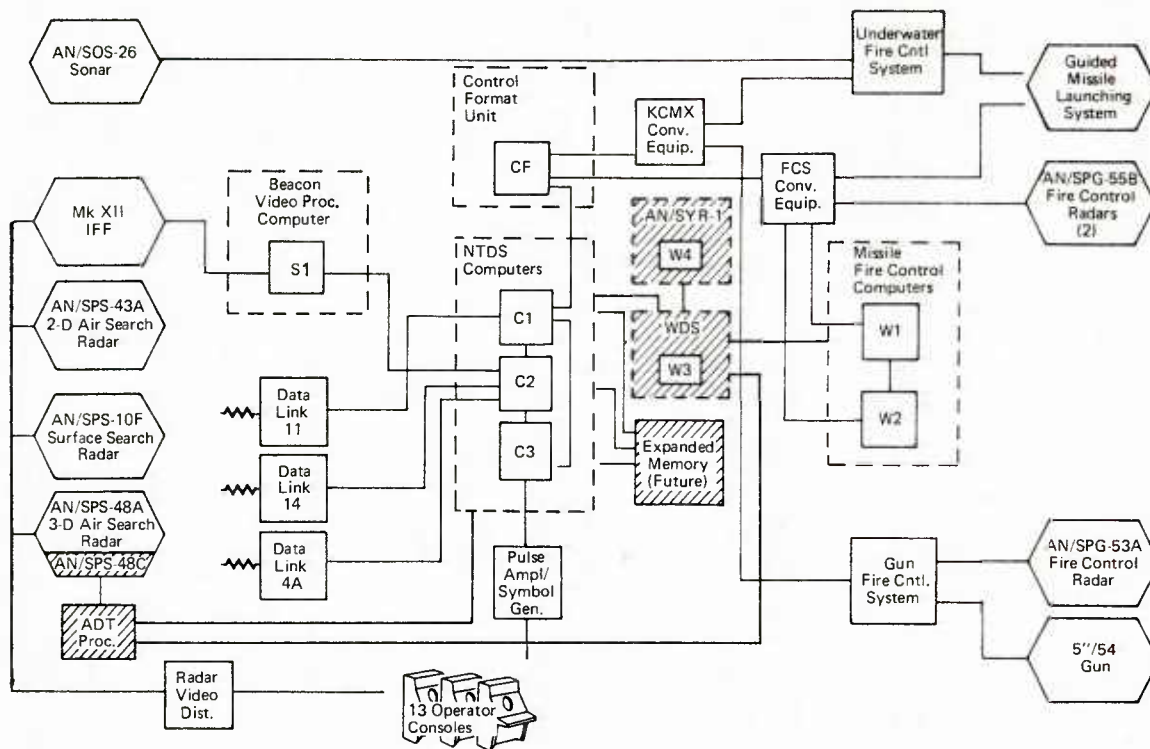 AN/SOS-26
Sonar
Underwater
Fire Cntl
System
Guided
Missile
Launching
System
Control
Format
Unit
CF
KCMX
Conv.
Equip.
FCS
Conv.
Equip.
AN/SPG-55B
Fire Control
Radars
(2)
Mk XII
IFF
Beacon
Video Proc.
Computer
S1
AN/SYR-1
W4
NTDS
Computers
C1
C2
C3
WDS
W3
Missile
Fire Control
Computers
W1
W2
AN/SPS-43A
2-D Air Search
Radar
Data
Link
11
AN/SPS-10F
Surface Search
Radar
Data
Link
14
Expanded
Memory
(Future)
AN/SPS-48A
3-D Air Search
Radar
AN/SPS-48C
Data
Link
4A
Pulse
Ampl/
Symbol
Gen.
Gun
Fire Cntl.
System
AN/SPG-53A
Fire Control
Radar
ADT
Proc.
5"/54
Gun
Radar
Video
Dist.
13 Operator
Consoles